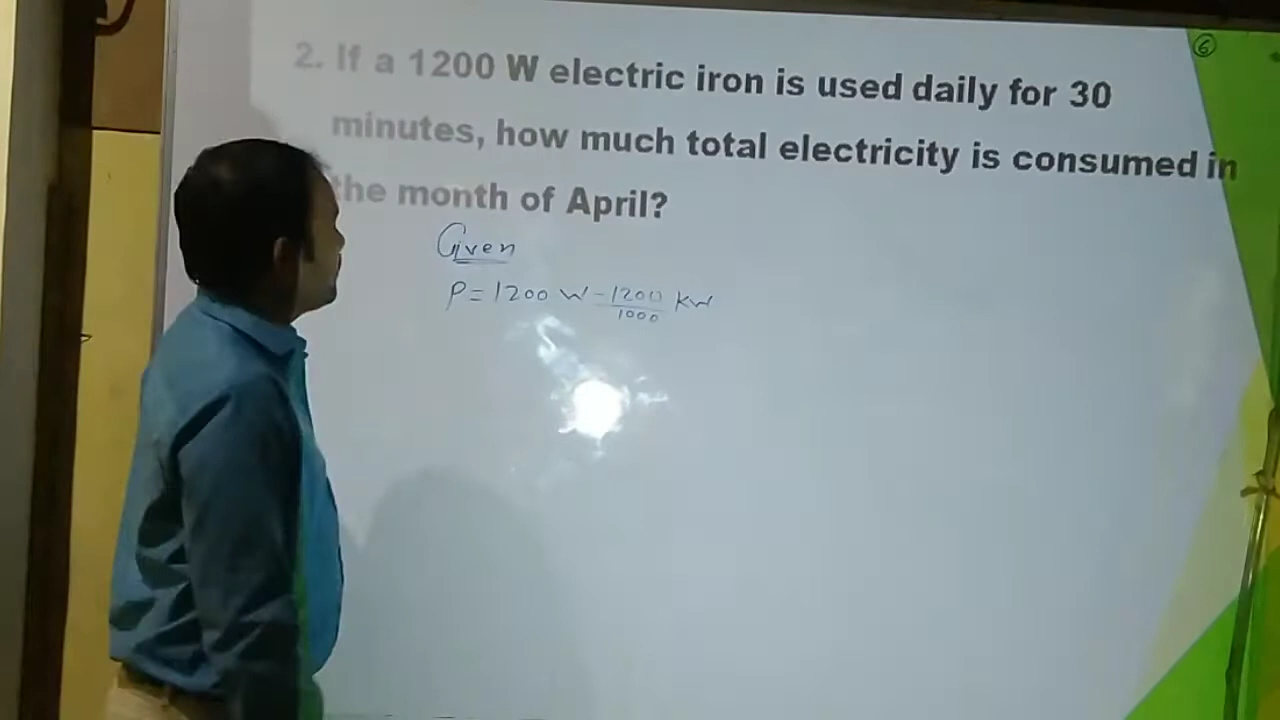 6
2. If a 1200 W electric iron is used daily for 30
minutes, how much total electricity is consumed in
the month of April?
Given
P = 1200 W - 1200/1000 KW